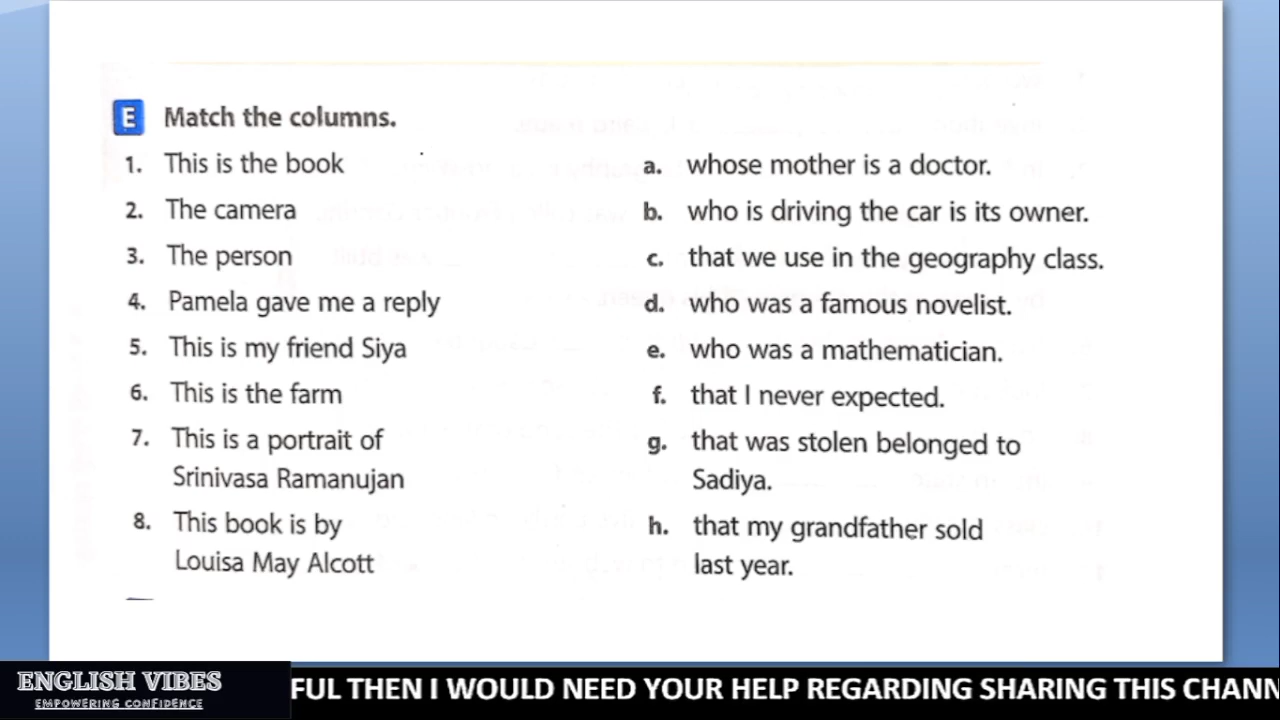 E Match the columns.
1. This is the book
a. whose mother is a doctor.
2. The camera
b. who is driving the car is its owner.
3. The person
c. that we use in the geography class.
4. Pamela gave me a reply
d. who was a famous novelist.
5. This is my friend Siya
e. who was a mathematician.
6. This is the farm
f. that I never expected.
7. This is a portrait of
Srinivasa Ramanujan
g. that was stolen belonged to
Sadiya.
8. This book is by
Louisa May Alcott
h. that my grandfather sold
last year.
ENGLISH VIBES
EMPOWERING CONFIDENCE
FUL THEN I WOULD NEED YOUR HELP REGARDING SHARING THIS CHANN